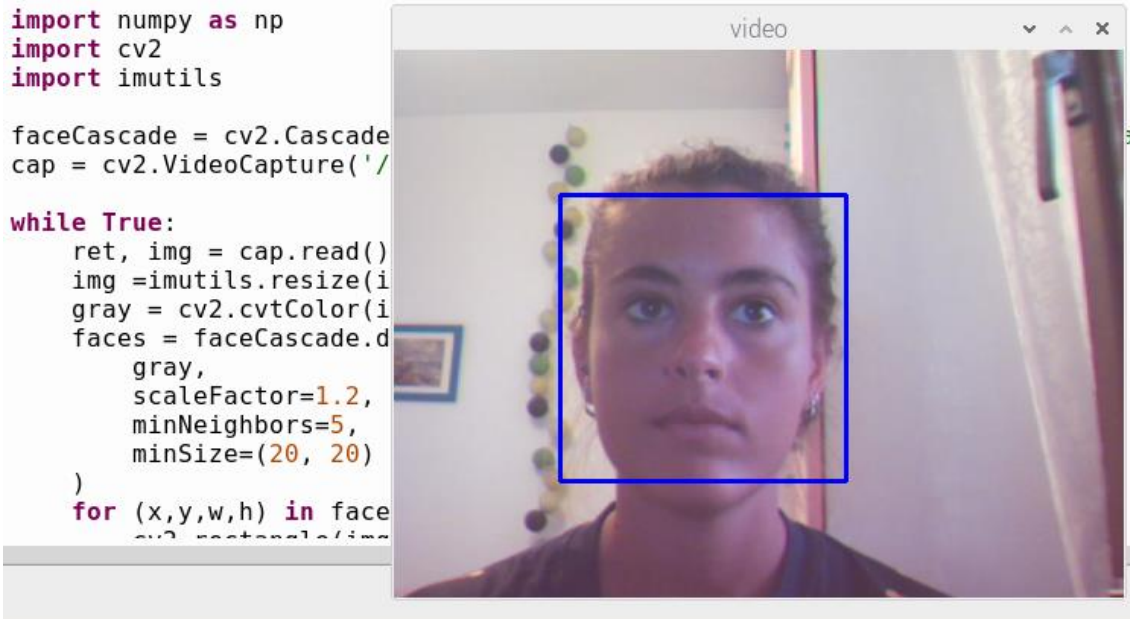 import numpy as np
import cv2
import imutils
video
faceCascade = cv2.Cascade
cap = cv2.VideoCapture('/
while True:
ret, img = cap.read()
img =imutils.resize(i
gray = cv2.cvtColor(i
faces = faceCascade.d
gray,
scaleFactor=1.2,
minNeighbors=5,
minSize=(20, 20)
)
for (x,y,w,h) in face